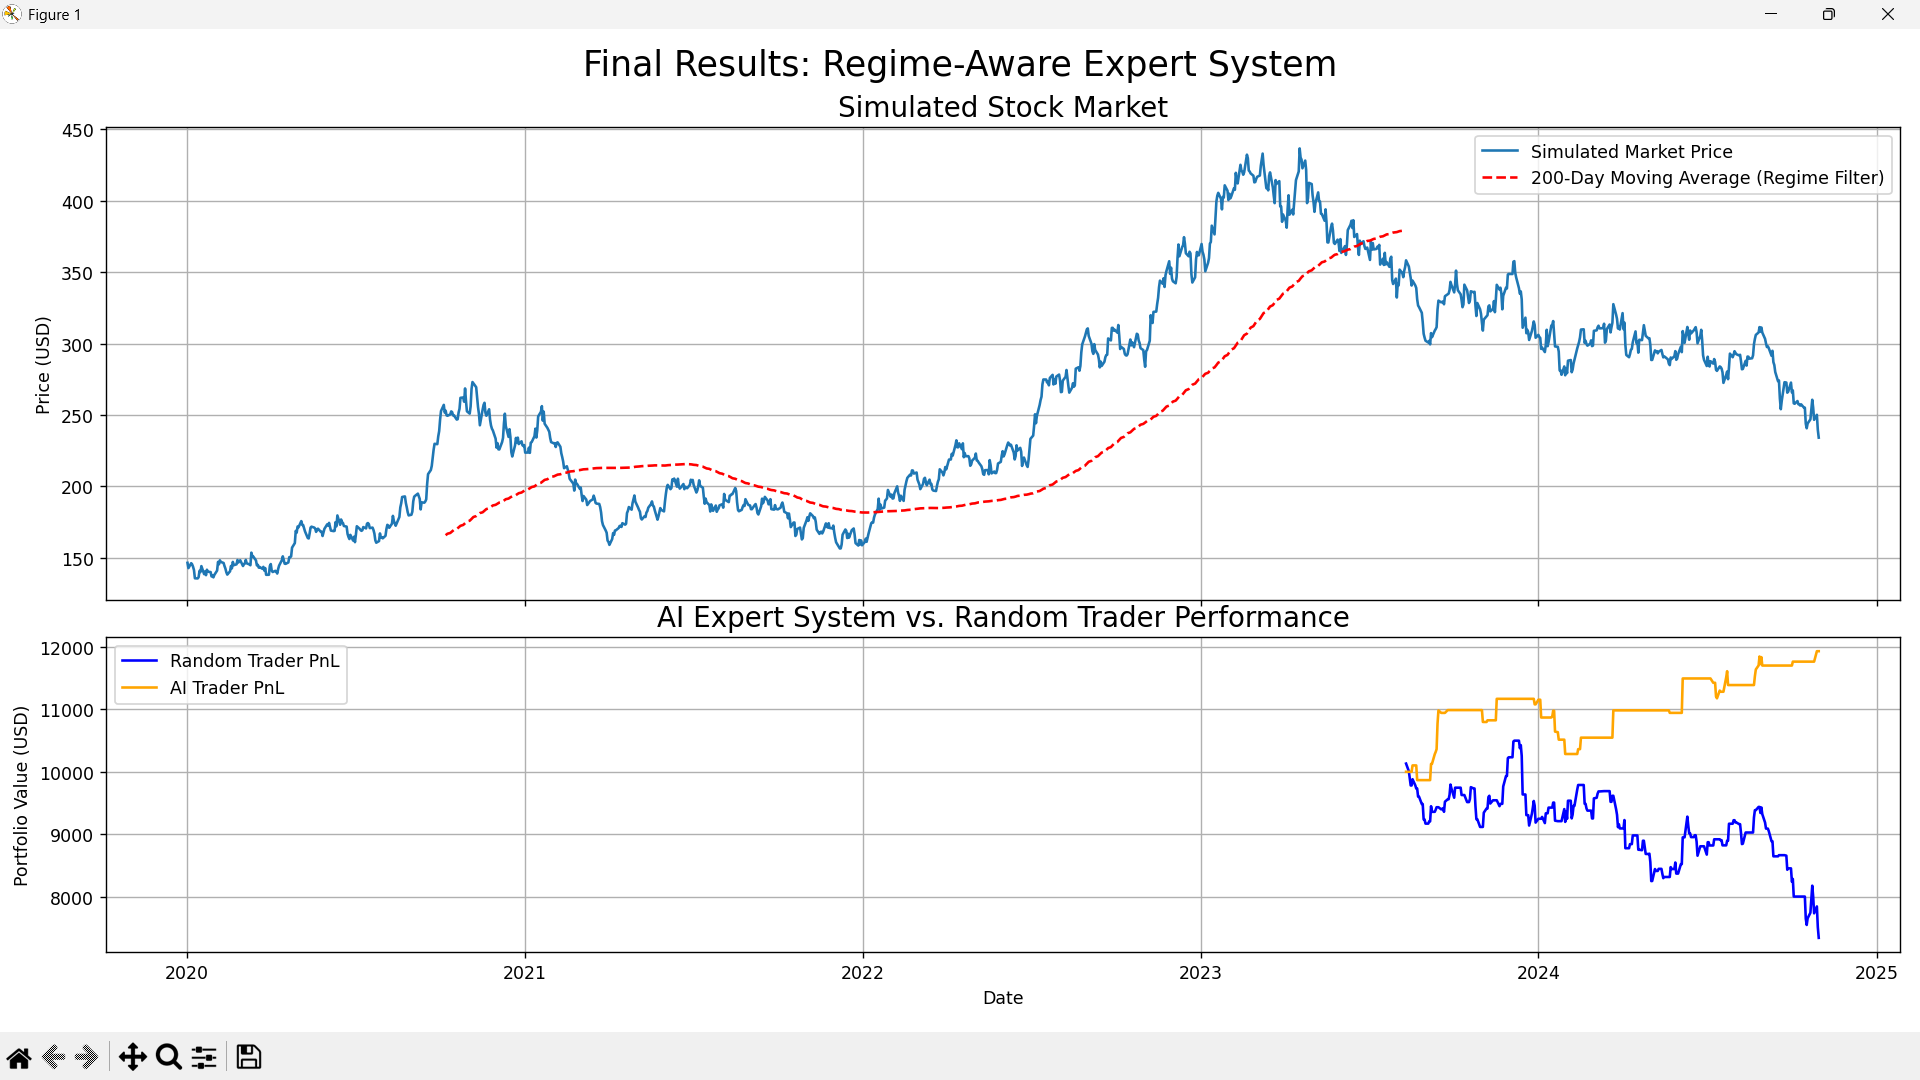 Figure 1
Final Results: Regime-Aware Expert System
Simulated Stock Market
450
400
350
300
250
200
150
Price (USD)
Simulated Market Price
200-Day Moving Average (Regime Filter)
AI Expert System vs. Random Trader Performance
12000
11000
10000
9000
8000
Portfolio Value (USD)
Random Trader PnL
AI Trader PnL
2020
2021
2022
2023
2024
2025
Date